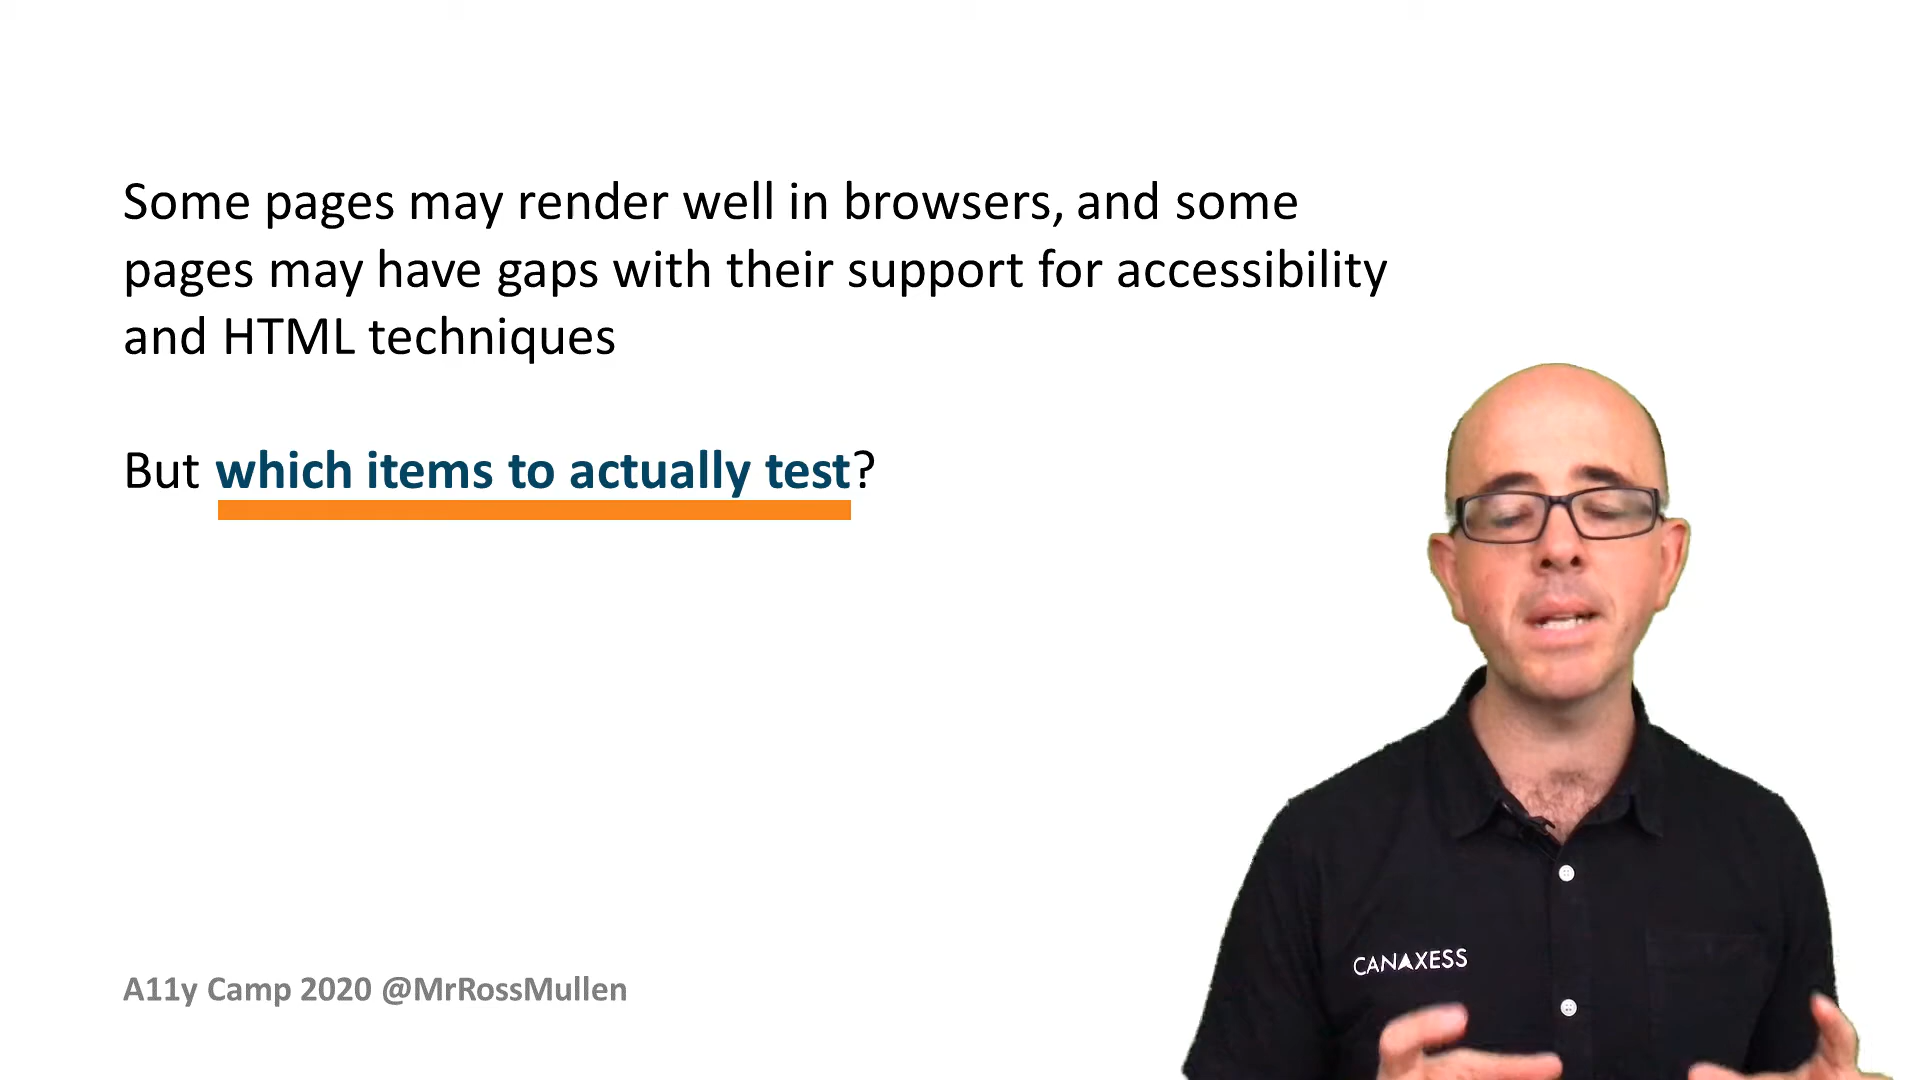 Some pages may render well in browsers, and some
pages may have gaps with their support for accessibility
and HTML techniques
But which items to actually test?
CANAXESS
A11y Camp 2020 @MrRossMullen